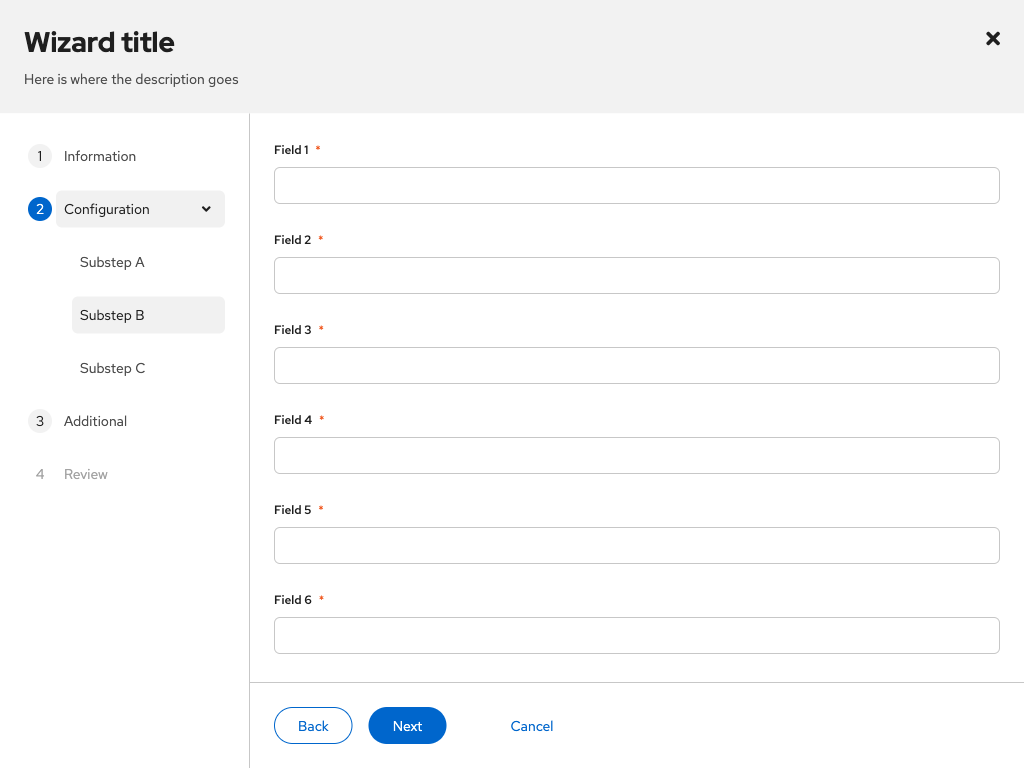 Wizard title
Here is where the description goes
1 Information
2 Configuration
Substep A
Substep B
Substep C
3 Additional
4 Review
Field 1 *
Field 2 *
Field 3 *
Field 4 *
Field 5 *
Field 6 *
Back Next Cancel